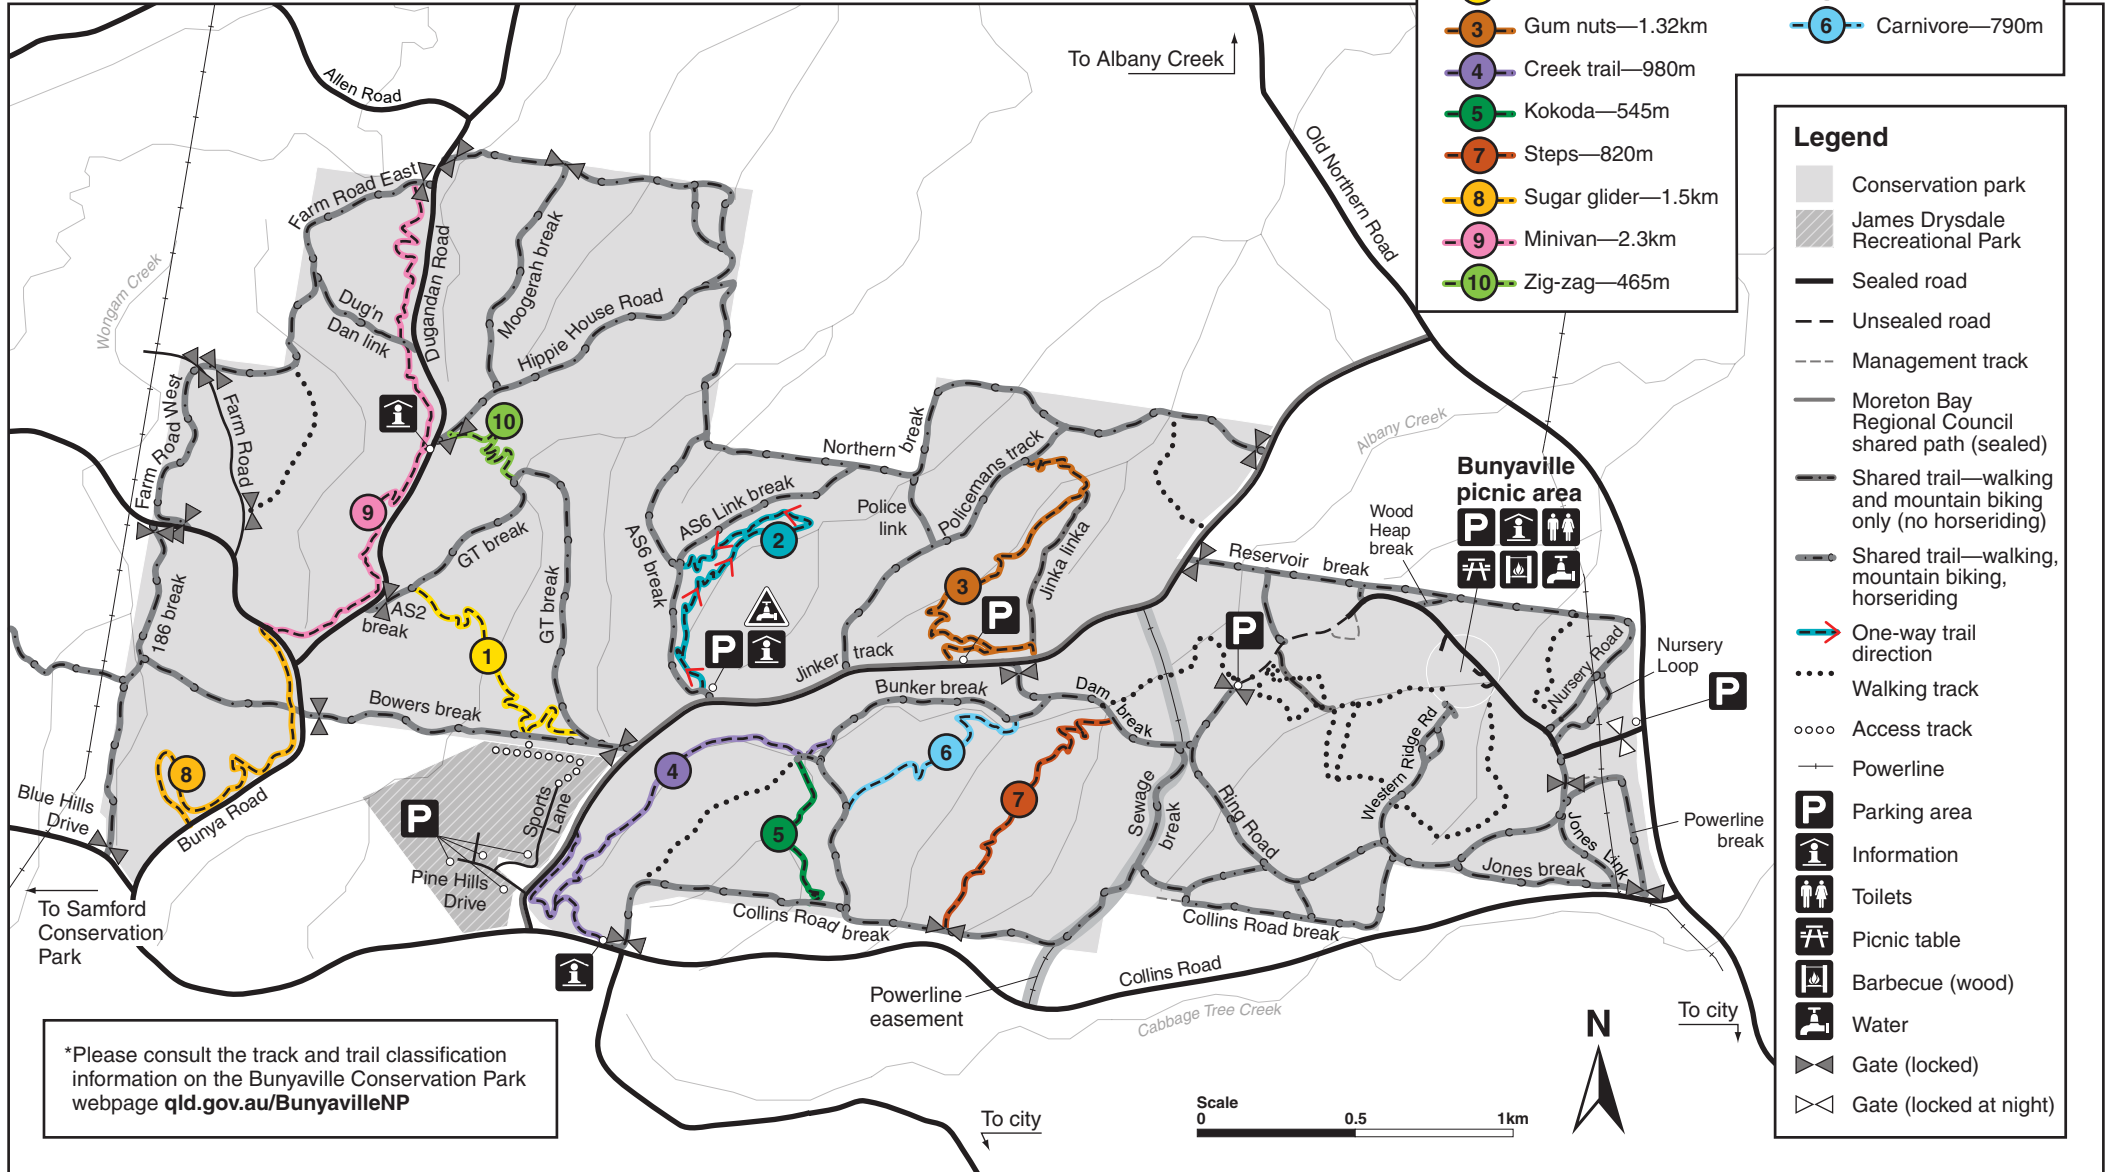 3 Gum nuts—1.32km
4 Creek trail—980m
5 Kokoda—545m
7 Steps—820m
8 Sugar glider—1.5km
9 Minivan—2.3km
10 Zig-zag—465m
6 Carnivore—790m
Legend
Conservation park
James Drysdale
Recreational Park
Sealed road
Unsealed road
Management track
Moreton Bay
Regional Council
shared path (sealed)
Shared trail—walking
and mountain biking
only (no horseriding)
Shared trail—walking,
mountain biking,
horseriding
One-way trail
direction
Walking track
Access track
Powerline
P Parking area
Information
Toilets
Picnic table
Barbecue (wood)
Water
Gate (locked)
Gate (locked at night)
To Albany Creek
Allen Road
Old Northern Road
Farm Road East
Wongam Creek
Dugandan Road
Moogerah break
Dug'n
Dan link
Hippie House Road
Farm Road West
Farm Road
10
9
Northern
break
Policemans track
Police
link
AS6 Link break
AS6 break
2
3
P
Jinka linka
Albany Creek
Bunyaville
picnic area
P
Wood
Heap
break
Reservoir break
GT break
GT break
AS2
break
186 break
1
P
Jinker track
Bunker break
Dam
break
P
Nursery Road
Nursery
Loop
P
Bowers break
8
Bunya Road
Blue Hills
Drive
To Samford
Conservation
Park
Sports
Lane
P
Pine Hills
Drive
4
5
6
7
Sewage
break
Ring Road
Western Ridge Rd
Jones Link
Jones break
Powerline
break
Collins Road break
Collins Road break
Collins Road
Powerline
easement
Cabbage Tree Creek
To city
To city
N
Scale
0 0.5 1km
*Please consult the track and trail classification
information on the Bunyaville Conservation Park
webpage qld.gov.au/BunyavilleNP